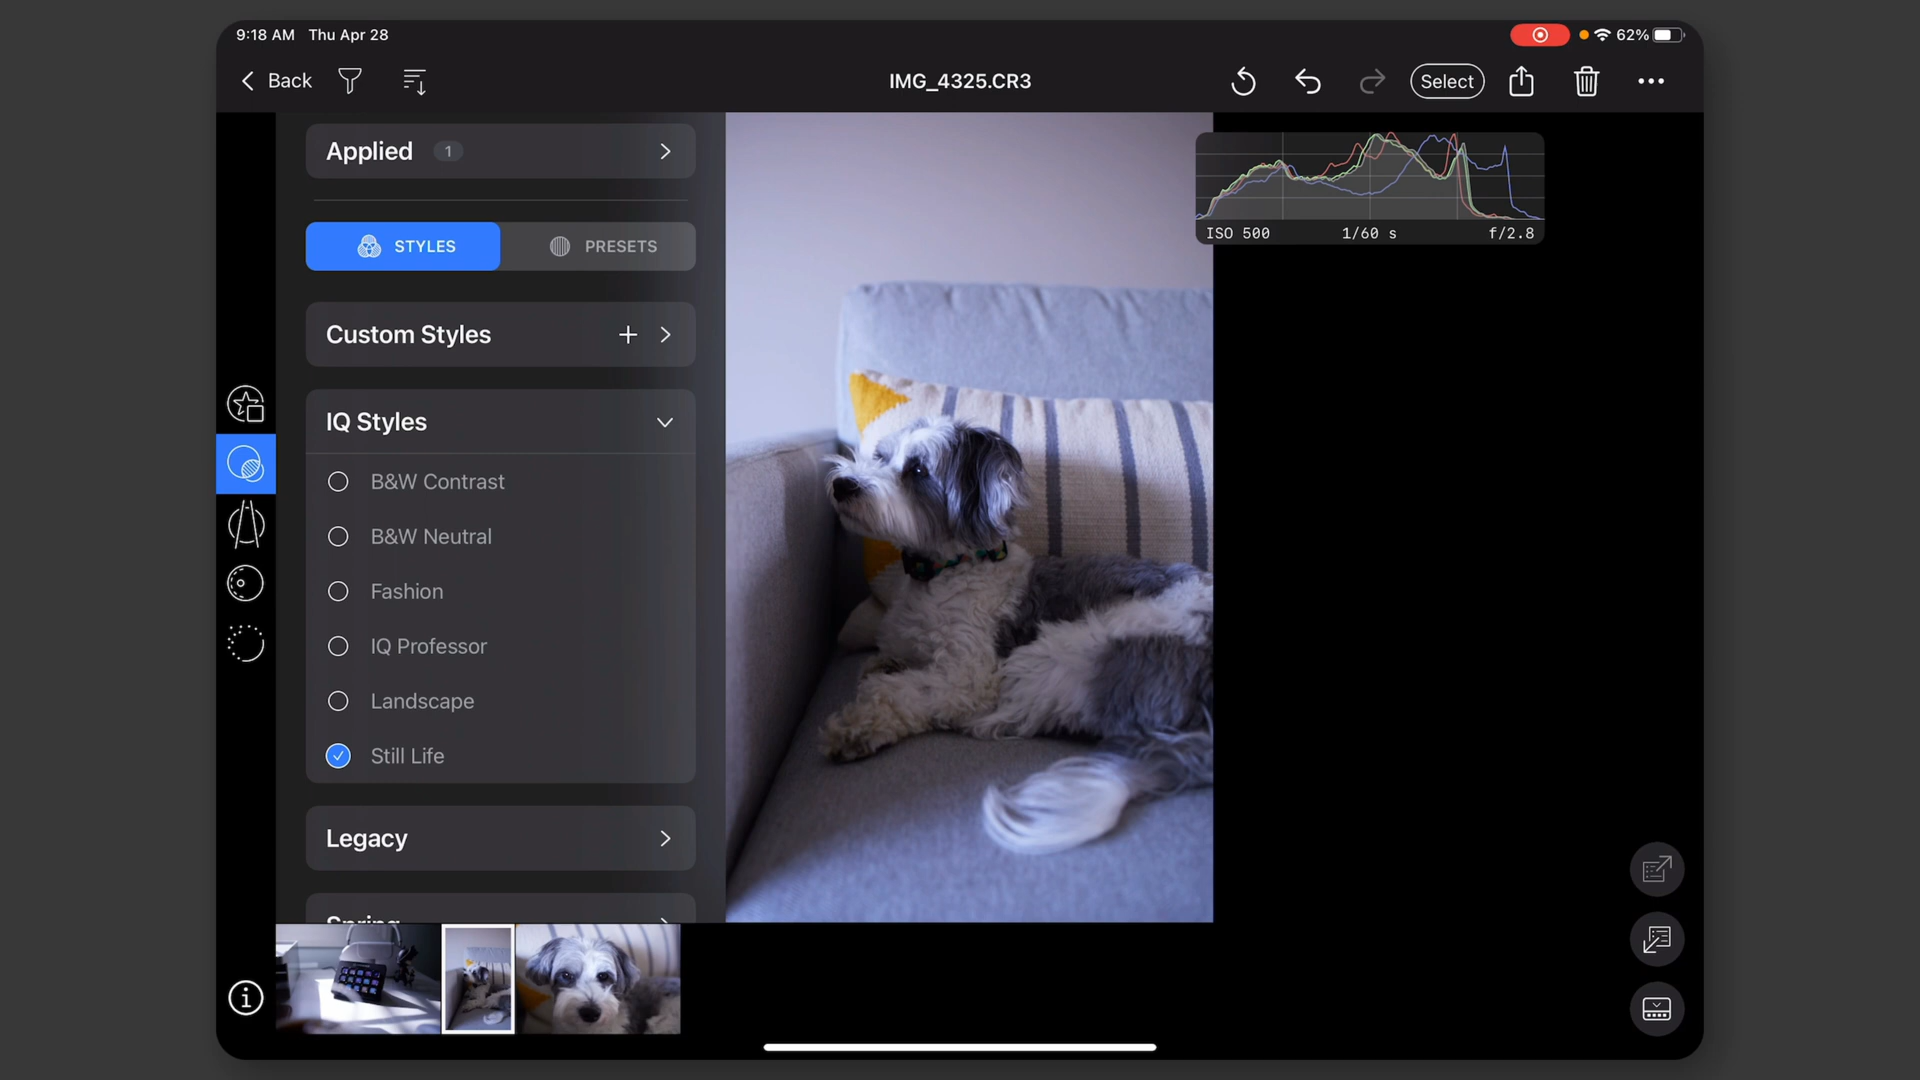 9:18 AM Thu Apr 28
62%
Back
IMG_4325.CR3
Select
Applied 1
STYLES
PRESETS
ISO 500 1/60 s f/2.8
Custom Styles
IQ Styles
B&W Contrast
B&W Neutral
Fashion
IQ Professor
Landscape
Still Life
Legacy
Spring